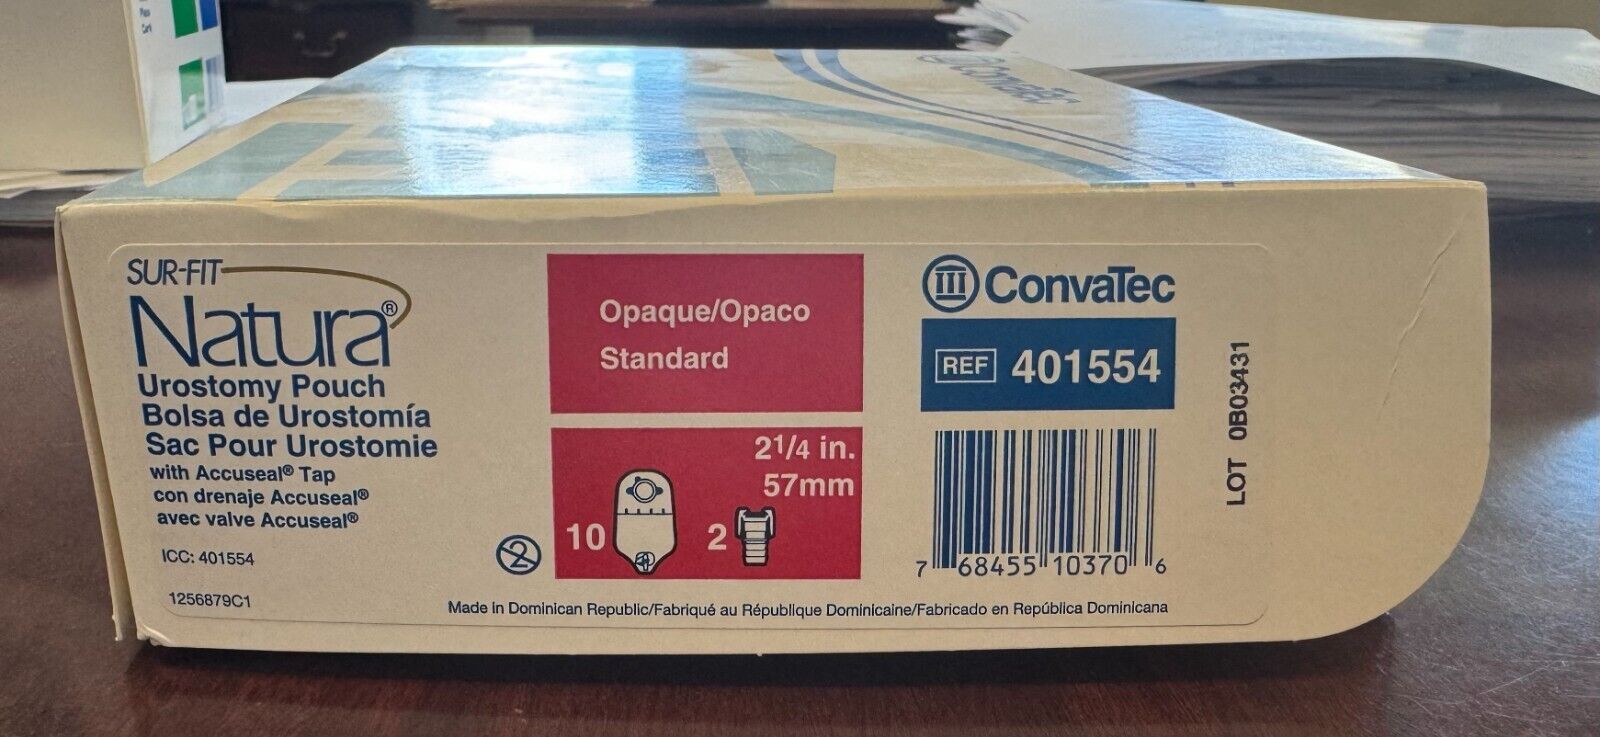 ConvaTec
SUR-FIT
Natura®
Urostomy Pouch
Bolsa de Urostomía
Sac Pour Urostomie
with Accuseal® Tap
con drenaje Accuseal®
avec valve Accuseal®
ICC: 401554
1256879C1
2
Opaque/Opaco
Standard
2 1/4 in.
57mm
10
2
ConvaTec
REF 401554
7 68455 10370 6
LOT 0B03431
Made in Dominican Republic/Fabriqué au République Dominicaine/Fabricado en República Dominicana